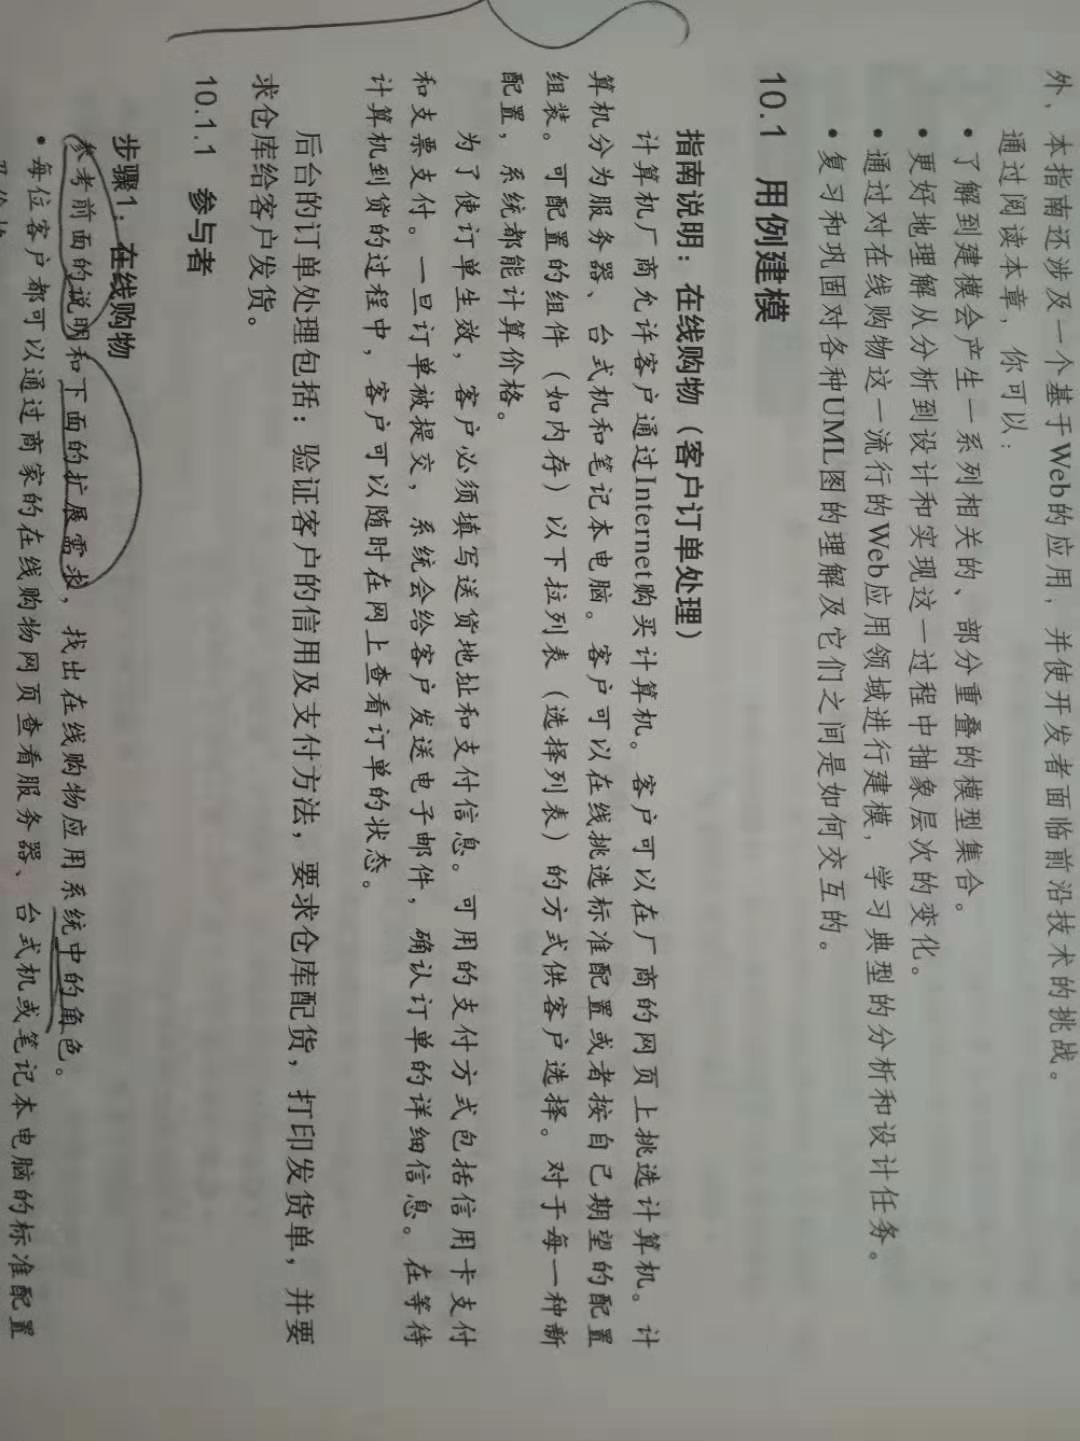 外，本指南还涉及一个基于Web的应用，并使开发者面临前沿技术的挑战。
通过阅读本章，你可以：
• 了解到建模会产生一系列相关的、部分重叠的模型集合。
• 更好地理解从分析到设计和实现这一过程中抽象层次的变化。
• 通过对在线购物这一流行的Web应用领域进行建模，学习典型的分析和设计任务。
• 复习和巩固对各种UML图的理解及它们之间是如何交互的。
10.1 用例建模
指南说明：在线购物（客户订单处理）
计算机厂商允许客户通过Internet购买计算机。客户可以在厂商的网页上挑选计算机。计
算机分为服务器、台式机和笔记本电脑。客户可以在线挑选标准配置或者按自己期望的配置
组装。可配置的组件（如内存）以下拉列表（选择列表）的方式供客户选择。对于每一种新
配置，系统都能计算价格。
为了使订单生效，客户必须填写送货地址和支付信息。可用的支付方式包括信用卡支付
和支票支付。一旦订单被提交，系统会给客户发送电子邮件，确认订单的详细信息。在等待
计算机到货的过程中，客户可以随时在网上查看订单的状态。
后台的订单处理包括：验证客户的信用及支付方法，要求仓库配货，打印发货单，并要
求仓库给客户发货。
10.1.1 参与者
步骤1：在线购物
参考前面的说明和下面的扩展需求，找出在线购物应用系统中的角色。
• 每位客户都可以通过商家的在线购物网页查看服务器、台式机或笔记本电脑的标准配置
及价格